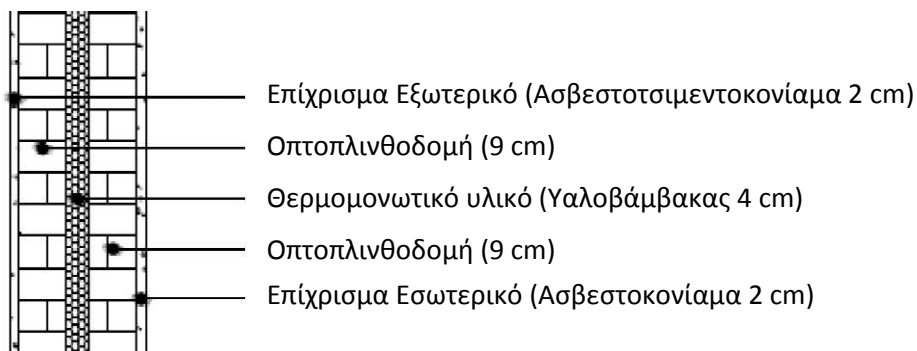 Επίχρισμα Εξωτερικό (Ασβεστοτσιμεντοκονίαμα 2 cm)
Οπτοπλινθοδομή (9 cm)
Θερμομονωτικό υλικό (Υαλοβάμβακας 4 cm)
Οπτοπλινθοδομή (9 cm)
Επίχρισμα Εσωτερικό (Ασβεστοκονίαμα 2 cm)